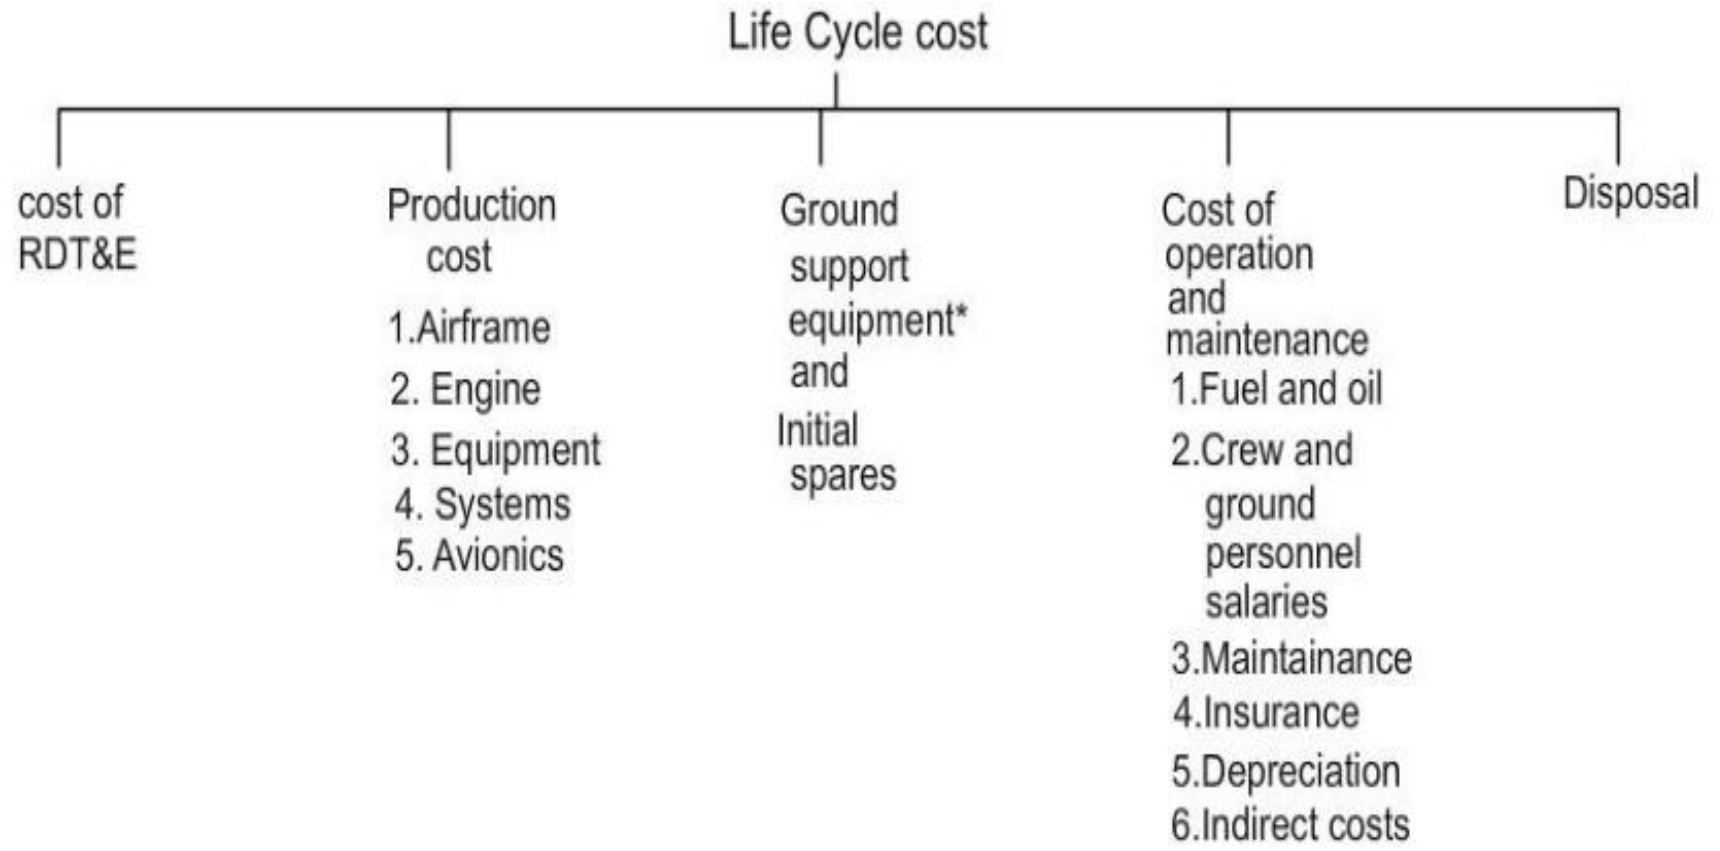 Life Cycle cost
cost of
RDT&E
Production
cost
1.Airframe
2. Engine
3. Equipment
4. Systems
5. Avionics
Ground
support
equipment*
and
Initial
spares
Cost of
operation
and
maintenance
1.Fuel and oil
2.Crew and
ground
personnel
salaries
3.Maintainance
4.Insurance
5.Depreciation
6.Indirect costs
Disposal